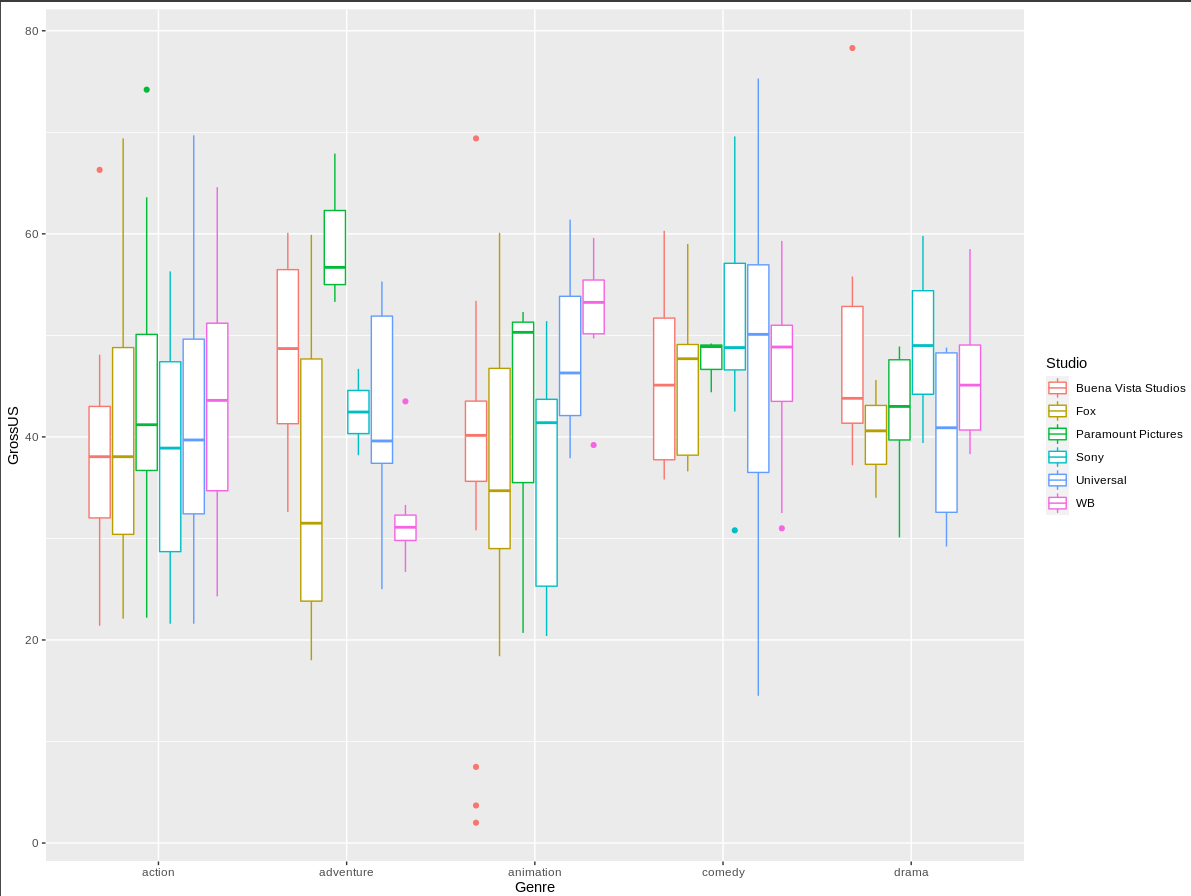 80
60
40
20
0
GrossUS
action adventure animation comedy drama
Genre
Studio
Buena Vista Studios
Fox
Paramount Pictures
Sony
Universal
WB